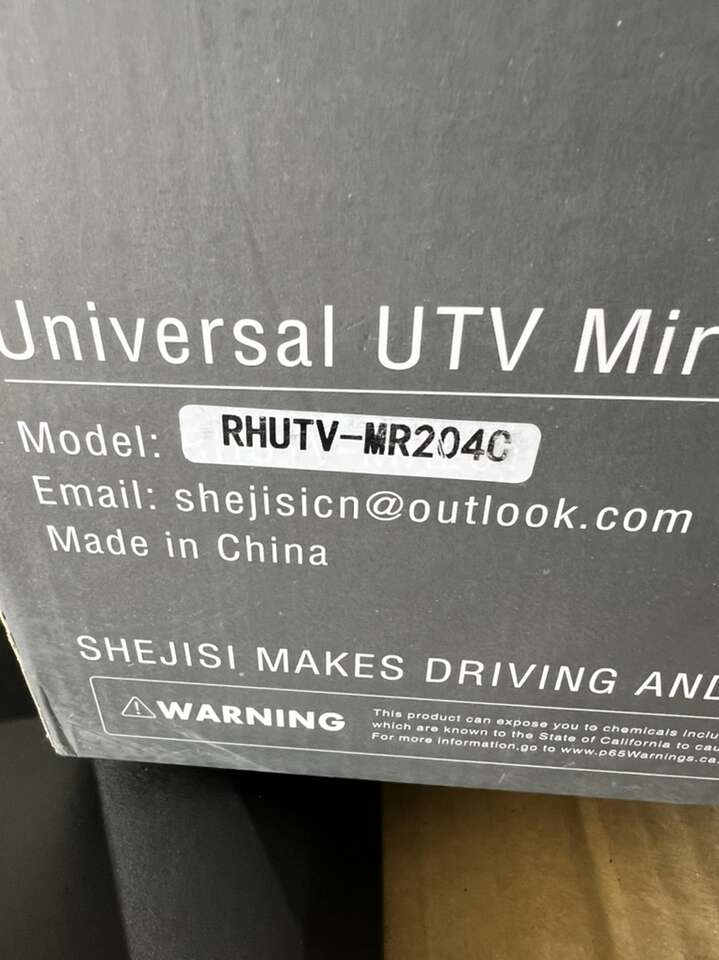 Universal UTV Mir
Model: RHUTV-MR204C
Email: shejisicn@outlook.com
Made in China
SHEJISI MAKES DRIVING AND
⚠WARNING
This product can expose you to chemicals inclu
which are known to the State of California to cau
For more information,go to www.p65Warnings.ca.